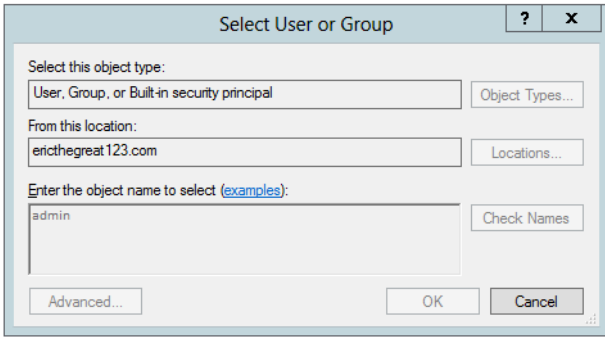 Select User or Group
? x
Select this object type:
User, Group, or Built-in security principal
Object Types...
From this location:
ericthegreat123.com
Locations...
Enter the object name to select (examples):
admin
Check Names
Advanced...
OK
Cancel